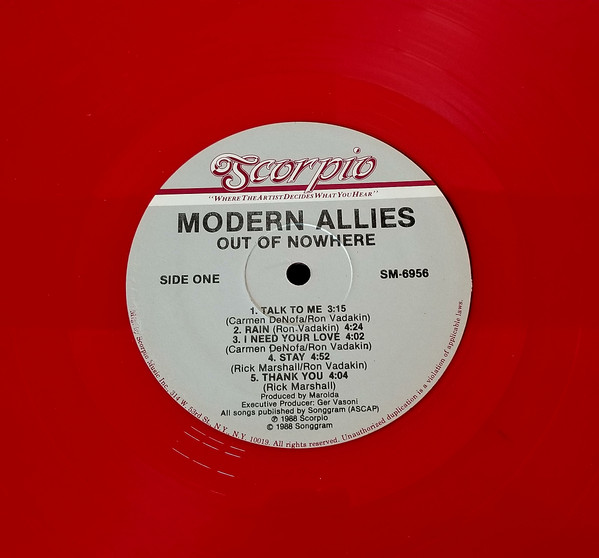 Scorpio
"WHERE THE ARTIST DECIDES WHAT YOU HEAR"
MODERN ALLIES
OUT OF NOWHERE
SIDE ONE
SM-6956
1. TALK TO ME 3:15
(Carmen DeNofa/Ron Vadakin)
2. RAIN (Ron Vadakin) 4:24
3. I NEED YOUR LOVE 4:02
(Carmen DeNofa/Ron Vadakin)
4. STAY 4:52
(Rick Marshall/Ron Vadakin)
5. THANK YOU 4:04
(Rick Marshall)
Produced by Marolda
Executive Producer: Ger Vasoni
All songs published by Songgram (ASCAP)
℗ 1988 Scorpio
© 1988 Songgram
Scorpio Music Inc. 314 W. 53rd St. N.Y. N.Y. 10019. All rights reserved. Unauthorized duplication is a violation of applicable laws.